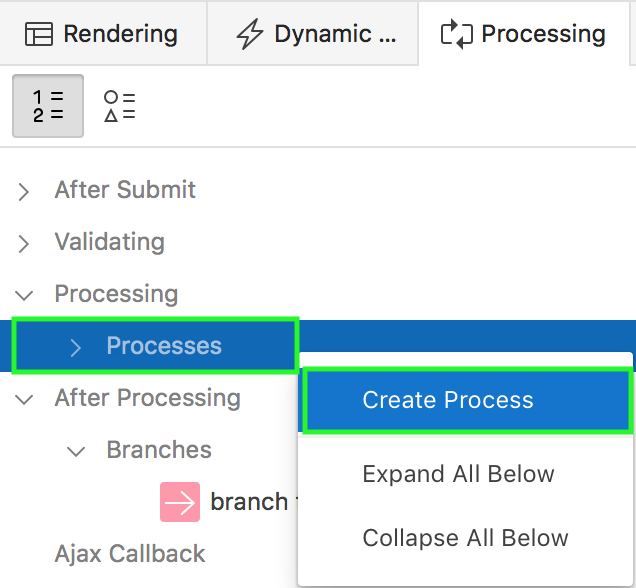 Rendering
Dynamic ...
Processing
1
2
After Submit
Validating
Processing
Processes
Create Process
After Processing
Expand All Below
Branches
branch
Collapse All Below
Ajax Callback